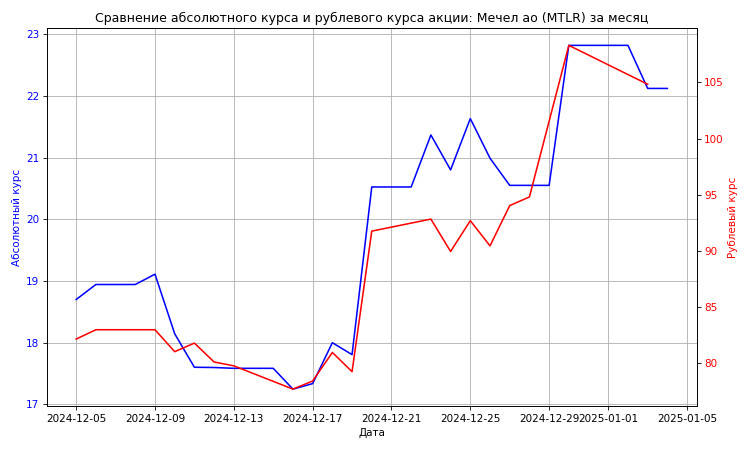 Сравнение абсолютного курса и рублевого курса акции: Мечел ао (MTLR) за месяц
23
22
21
20
19
18
17
Абсолютный курс
105
100
95
90
85
80
Рублевый курс
2024-12-05 2024-12-09 2024-12-13 2024-12-17 2024-12-21 2024-12-25 2024-12-29 2025-01-01 2025-01-05
Дата